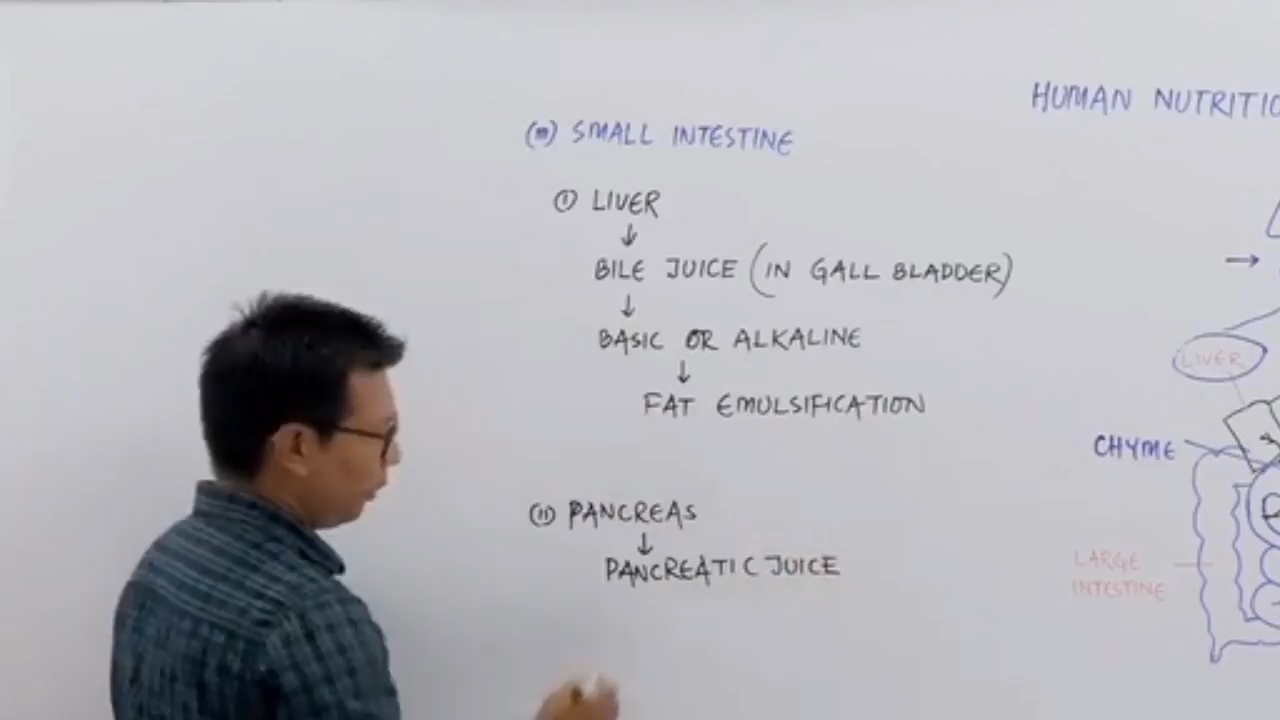 HUMAN NUTRITIO
(III) SMALL INTESTINE
(I) LIVER
↓
BILE JUICE (IN GALL BLADDER)
↓
BASIC OR ALKALINE
↓
FAT EMULSIFICATION
(II) PANCREAS
↓
PANCREATIC JUICE
→
LIVER
CHYME
LARGE
INTESTINE